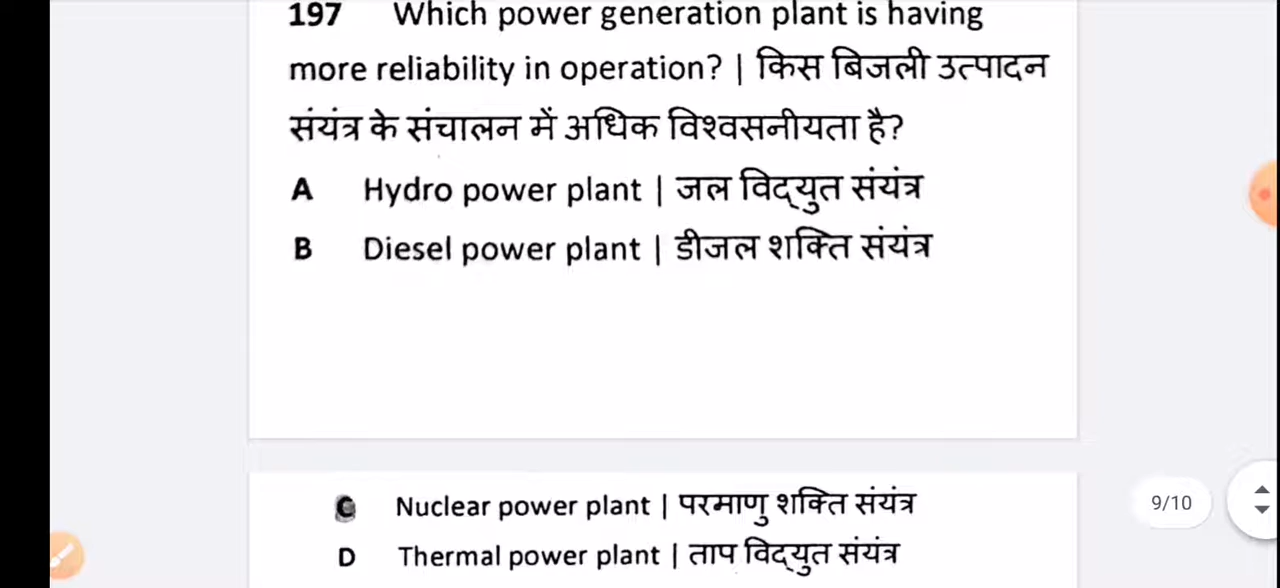 197 Which power generation plant is having
more reliability in operation? | किस बिजली उत्पादन
संयंत्र के संचालन में अधिक विश्वसनीयता है?
A Hydro power plant | जल विद्युत संयंत्र
B Diesel power plant | डीजल शक्ति संयंत्र
C Nuclear power plant | परमाणु शक्ति संयंत्र
9/10
D Thermal power plant | ताप विद्युत संयंत्र